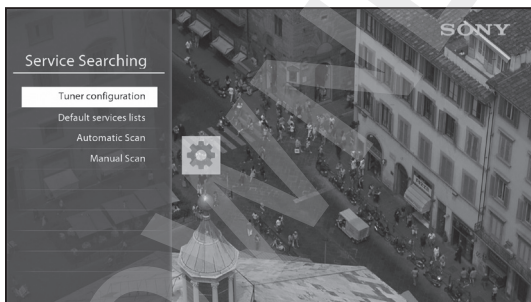 SONY
Service Searching
Tuner configuration
Default services lists
Automatic Scan
Manual Scan